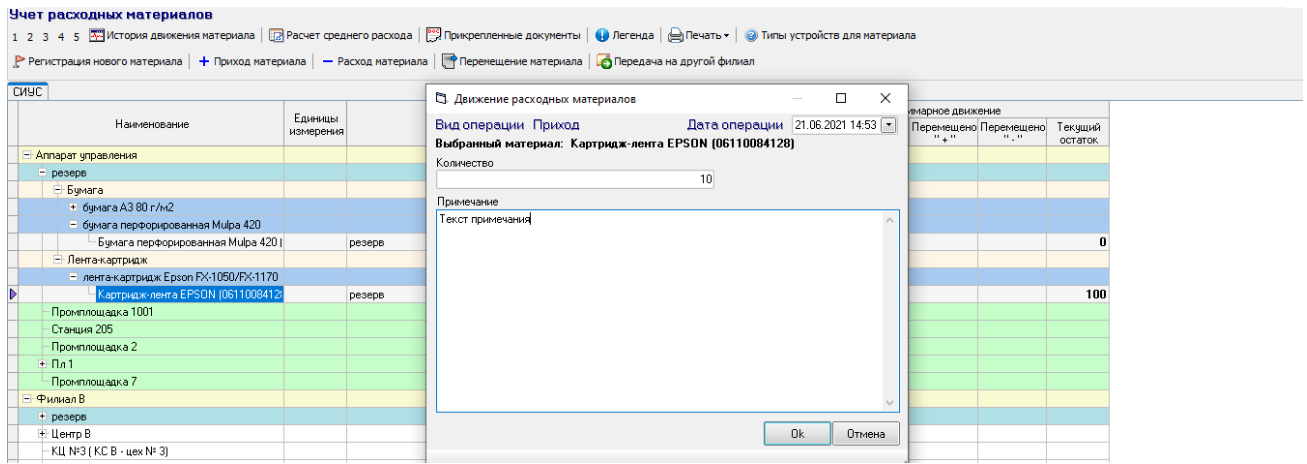 Учет расходных материалов
1 2 3 4 5 История движения материала Расчет среднего расхода Прикрепленные документы Легенда Печать Типы устройств для материала
Регистрация нового материала + Приход материала − Расход материала Перемещение материала Передача на другой филиал
СИУС
Наименование
Единицы измерения
Движение расходных материалов
Вид операции Приход Дата операции 21.06.2021 14:53
Выбранный материал: Картридж-лента EPSON (06110084128)
Количество
10
Примечание
Текст примечания
Ok Отмена
ммарное движение
Перемещено "+" Перемещено "-" Текущий остаток
Аппарат управления
резерв
Бумага
бумага А3 80 г/м2
бумага перфорированная Mulpa 420
Бумага перфорированная Mulpa 420 ( резерв 0
Лента-картридж
лента-картридж Epson FX-1050/FX-1170
Картридж-лента EPSON (0611008412 резерв 100
Промплощадка 1001
Станция 205
Промплощадка 2
Пл 1
Промплощадка 7
Филиал В
резерв
Центр В
КЦ №3 ( КС В - цех № 3)